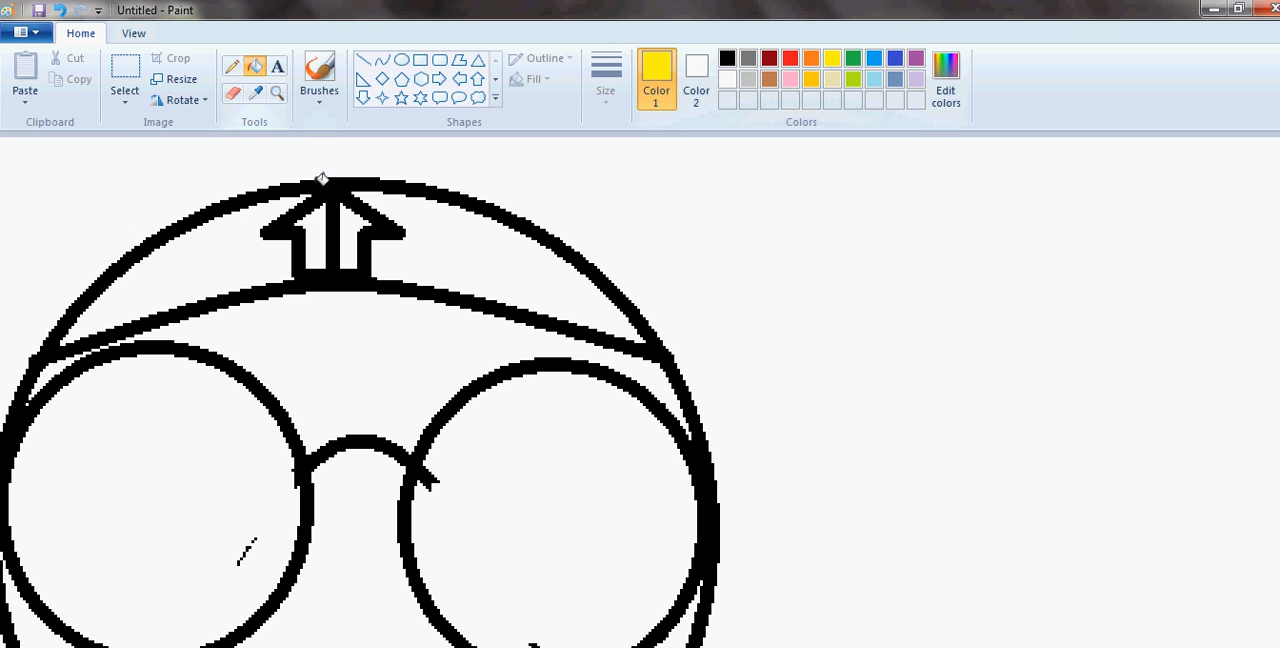 Untitled - Paint
Home View
Paste Cut Copy Clipboard
Select Crop Resize Rotate Image
A Tools
Brushes
Outline Fill Shapes
Size
Color 1 Color 2 Edit colors Colors